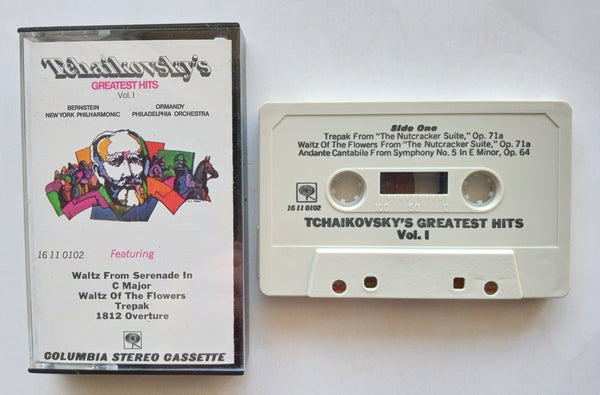 Tchaikovsky's
GREATEST HITS
Vol. I
BERNSTEIN
NEW YORK PHILHARMONIC
ORMANDY
PHILADELPHIA ORCHESTRA
16 11 0102
Featuring
Waltz From Serenade In
C Major
Waltz Of The Flowers
Trepak
1812 Overture
COLUMBIA STEREO CASSETTE
Side One
Trepak From "The Nutcracker Suite," Op. 71a
Waltz Of The Flowers From "The Nutcracker Suite," Op. 71a
Andante Cantabile From Symphony No. 5 In E Minor, Op. 64
16 11 0102
100 50 0
TCHAIKOVSKY'S GREATEST HITS
Vol. I